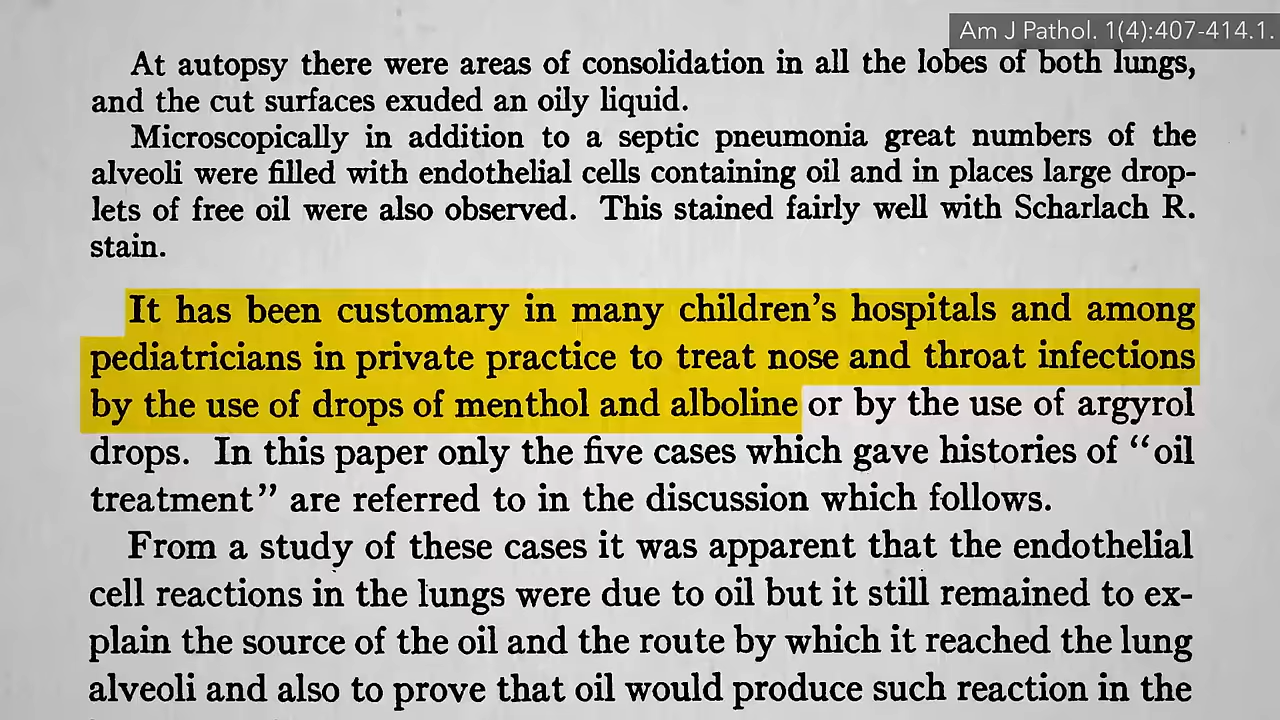 Am J Pathol. 1(4):407-414.1.
At autopsy there were areas of consolidation in all the lobes of both lungs,
and the cut surfaces exuded an oily liquid.
Microscopically in addition to a septic pneumonia great numbers of the
alveoli were filled with endothelial cells containing oil and in places large drop-
lets of free oil were also observed. This stained fairly well with Scharlach R.
stain.
It has been customary in many children's hospitals and among
pediatricians in private practice to treat nose and throat infections
by the use of drops of menthol and alboline or by the use of argyrol
drops. In this paper only the five cases which gave histories of “oil
treatment” are referred to in the discussion which follows.
From a study of these cases it was apparent that the endothelial
cell reactions in the lungs were due to oil but it still remained to ex-
plain the source of the oil and the route by which it reached the lung
alveoli and also to prove that oil would produce such reaction in the